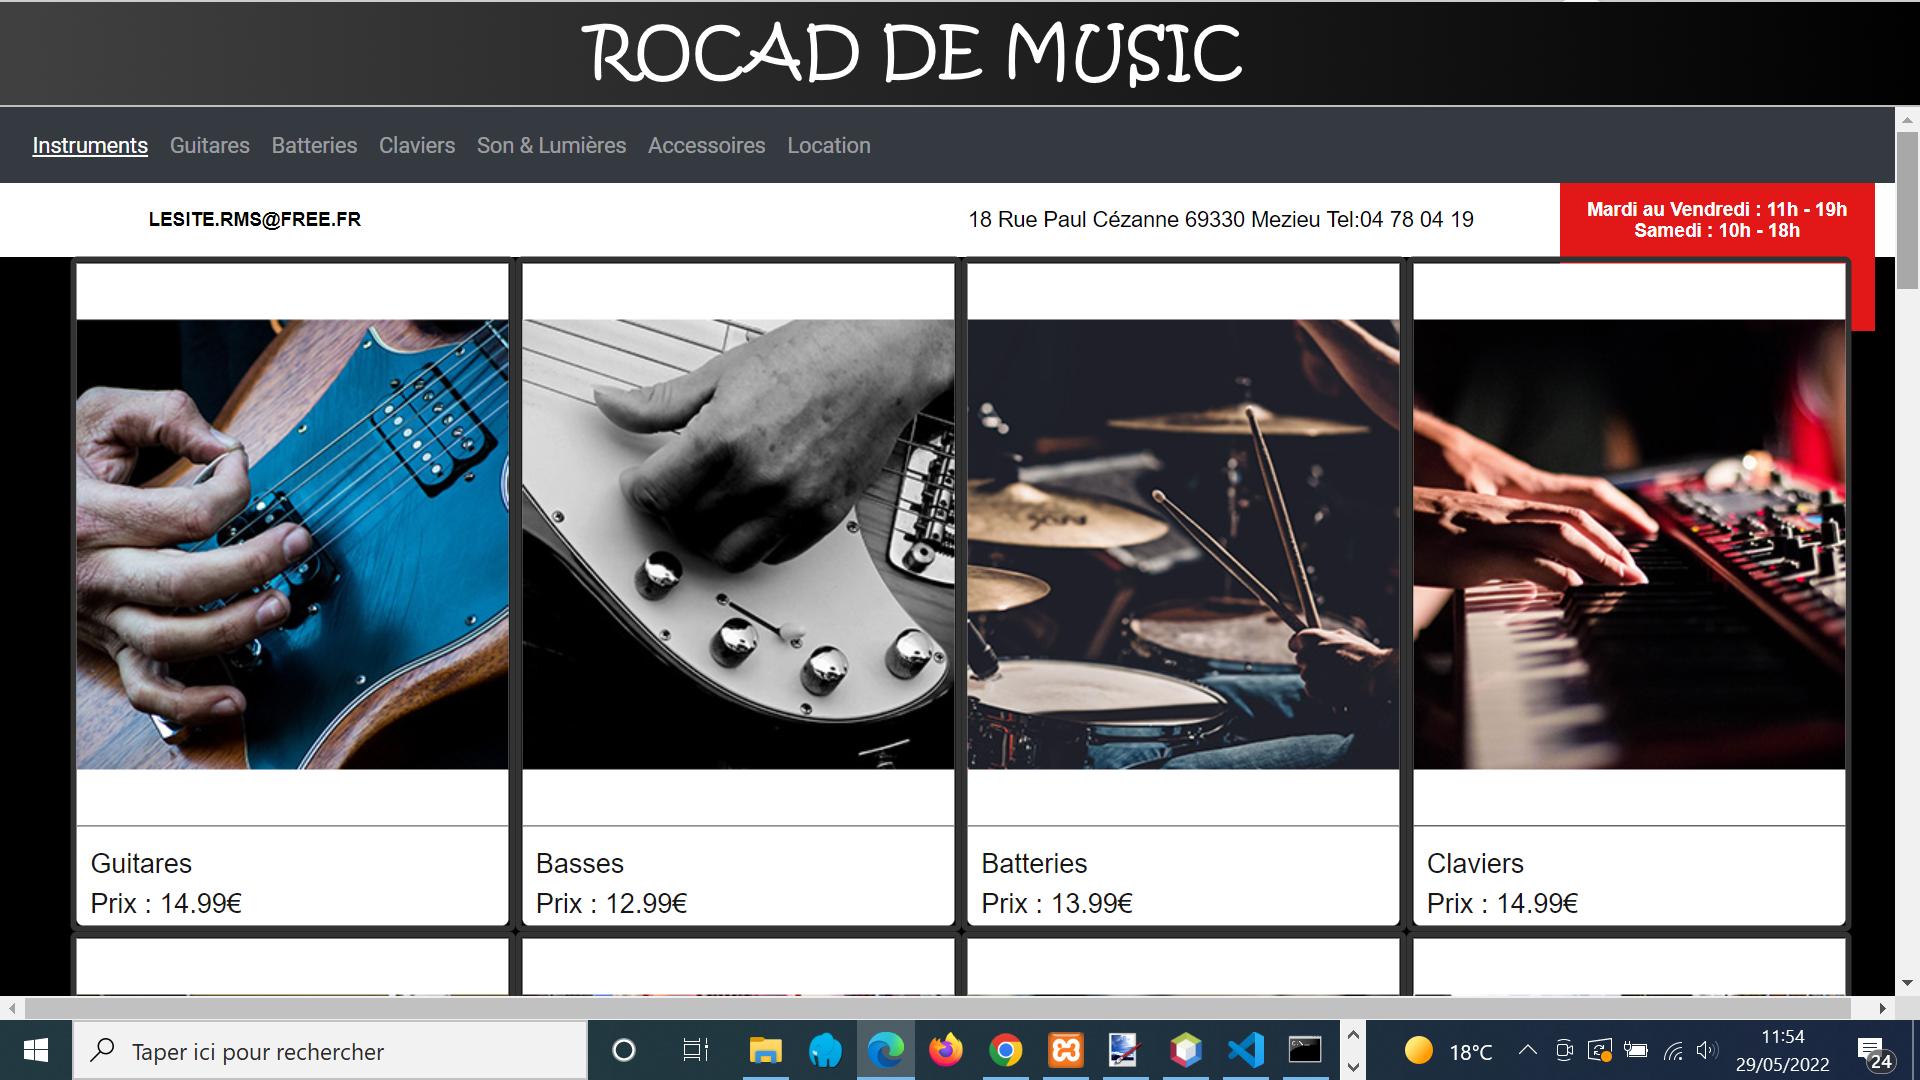 ROCAD DE MUSIC
Instruments Guitares Batteries Claviers Son & Lumières Accessoires Location
LESITE.RMS@FREE.FR
18 Rue Paul Cézanne 69330 Mezieu Tel:04 78 04 19
Mardi au Vendredi : 11h - 19h
Samedi : 10h - 18h
Guitares
Prix : 14.99€
Basses
Prix : 12.99€
Batteries
Prix : 13.99€
Claviers
Prix : 14.99€
Taper ici pour rechercher
18°C
11:54
29/05/2022
24